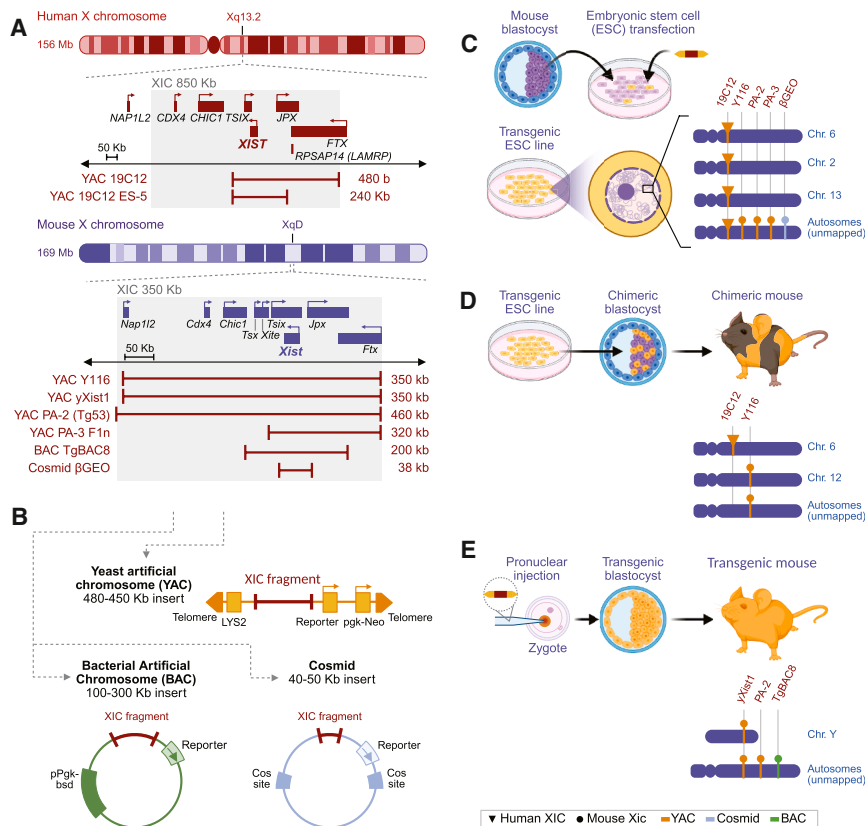 A
Human X chromosome
Xq13.2
156 Mb
XIC 850 Kb
NAP1L2
CDX4
CHIC1
TSIX
JPX
XIST
FTX
RPSAP14 (LAMRP)
50 Kb
YAC 19C12
480 b
YAC 19C12 ES-5
240 Kb
Mouse X chromosome
XqD
169 Mb
XIC 350 Kb
Nap1l2
Cdx4
Chic1
Tsx
Xite
Tsix
Jpx
Xist
Ftx
50 Kb
YAC Y116
350 kb
YAC yXist1
350 kb
YAC PA-2 (Tg53)
460 kb
YAC PA-3 F1n
320 kb
BAC TgBAC8
200 kb
Cosmid βGEO
38 kb
B
Yeast artificial
chromosome (YAC)
480-450 Kb insert
XIC fragment
Telomere
LYS2
Reporter
pgk-Neo
Telomere
Bacterial Artificial
Chromosome (BAC)
100-300 Kb insert
XIC fragment
Reporter
pPgk-
bsd
Cosmid
40-50 Kb insert
XIC fragment
Reporter
Cos
site
Cos
site
C
Mouse
blastocyst
Embryonic stem cell
(ESC) transfection
Transgenic
ESC line
19C12
Y116
PA-2
PA-3
βGEO
Chr. 6
Chr. 2
Chr. 13
Autosomes
(unmapped)
D
Transgenic
ESC line
Chimeric
blastocyst
Chimeric mouse
19C12
Y116
Chr. 6
Chr. 12
Autosomes
(unmapped)
E
Pronuclear
injection
Zygote
Transgenic
blastocyst
Transgenic mouse
yXist1
PA-2
TgBAC8
Chr. Y
Autosomes
(unmapped)
Human XIC
Mouse Xic
YAC
Cosmid
BAC